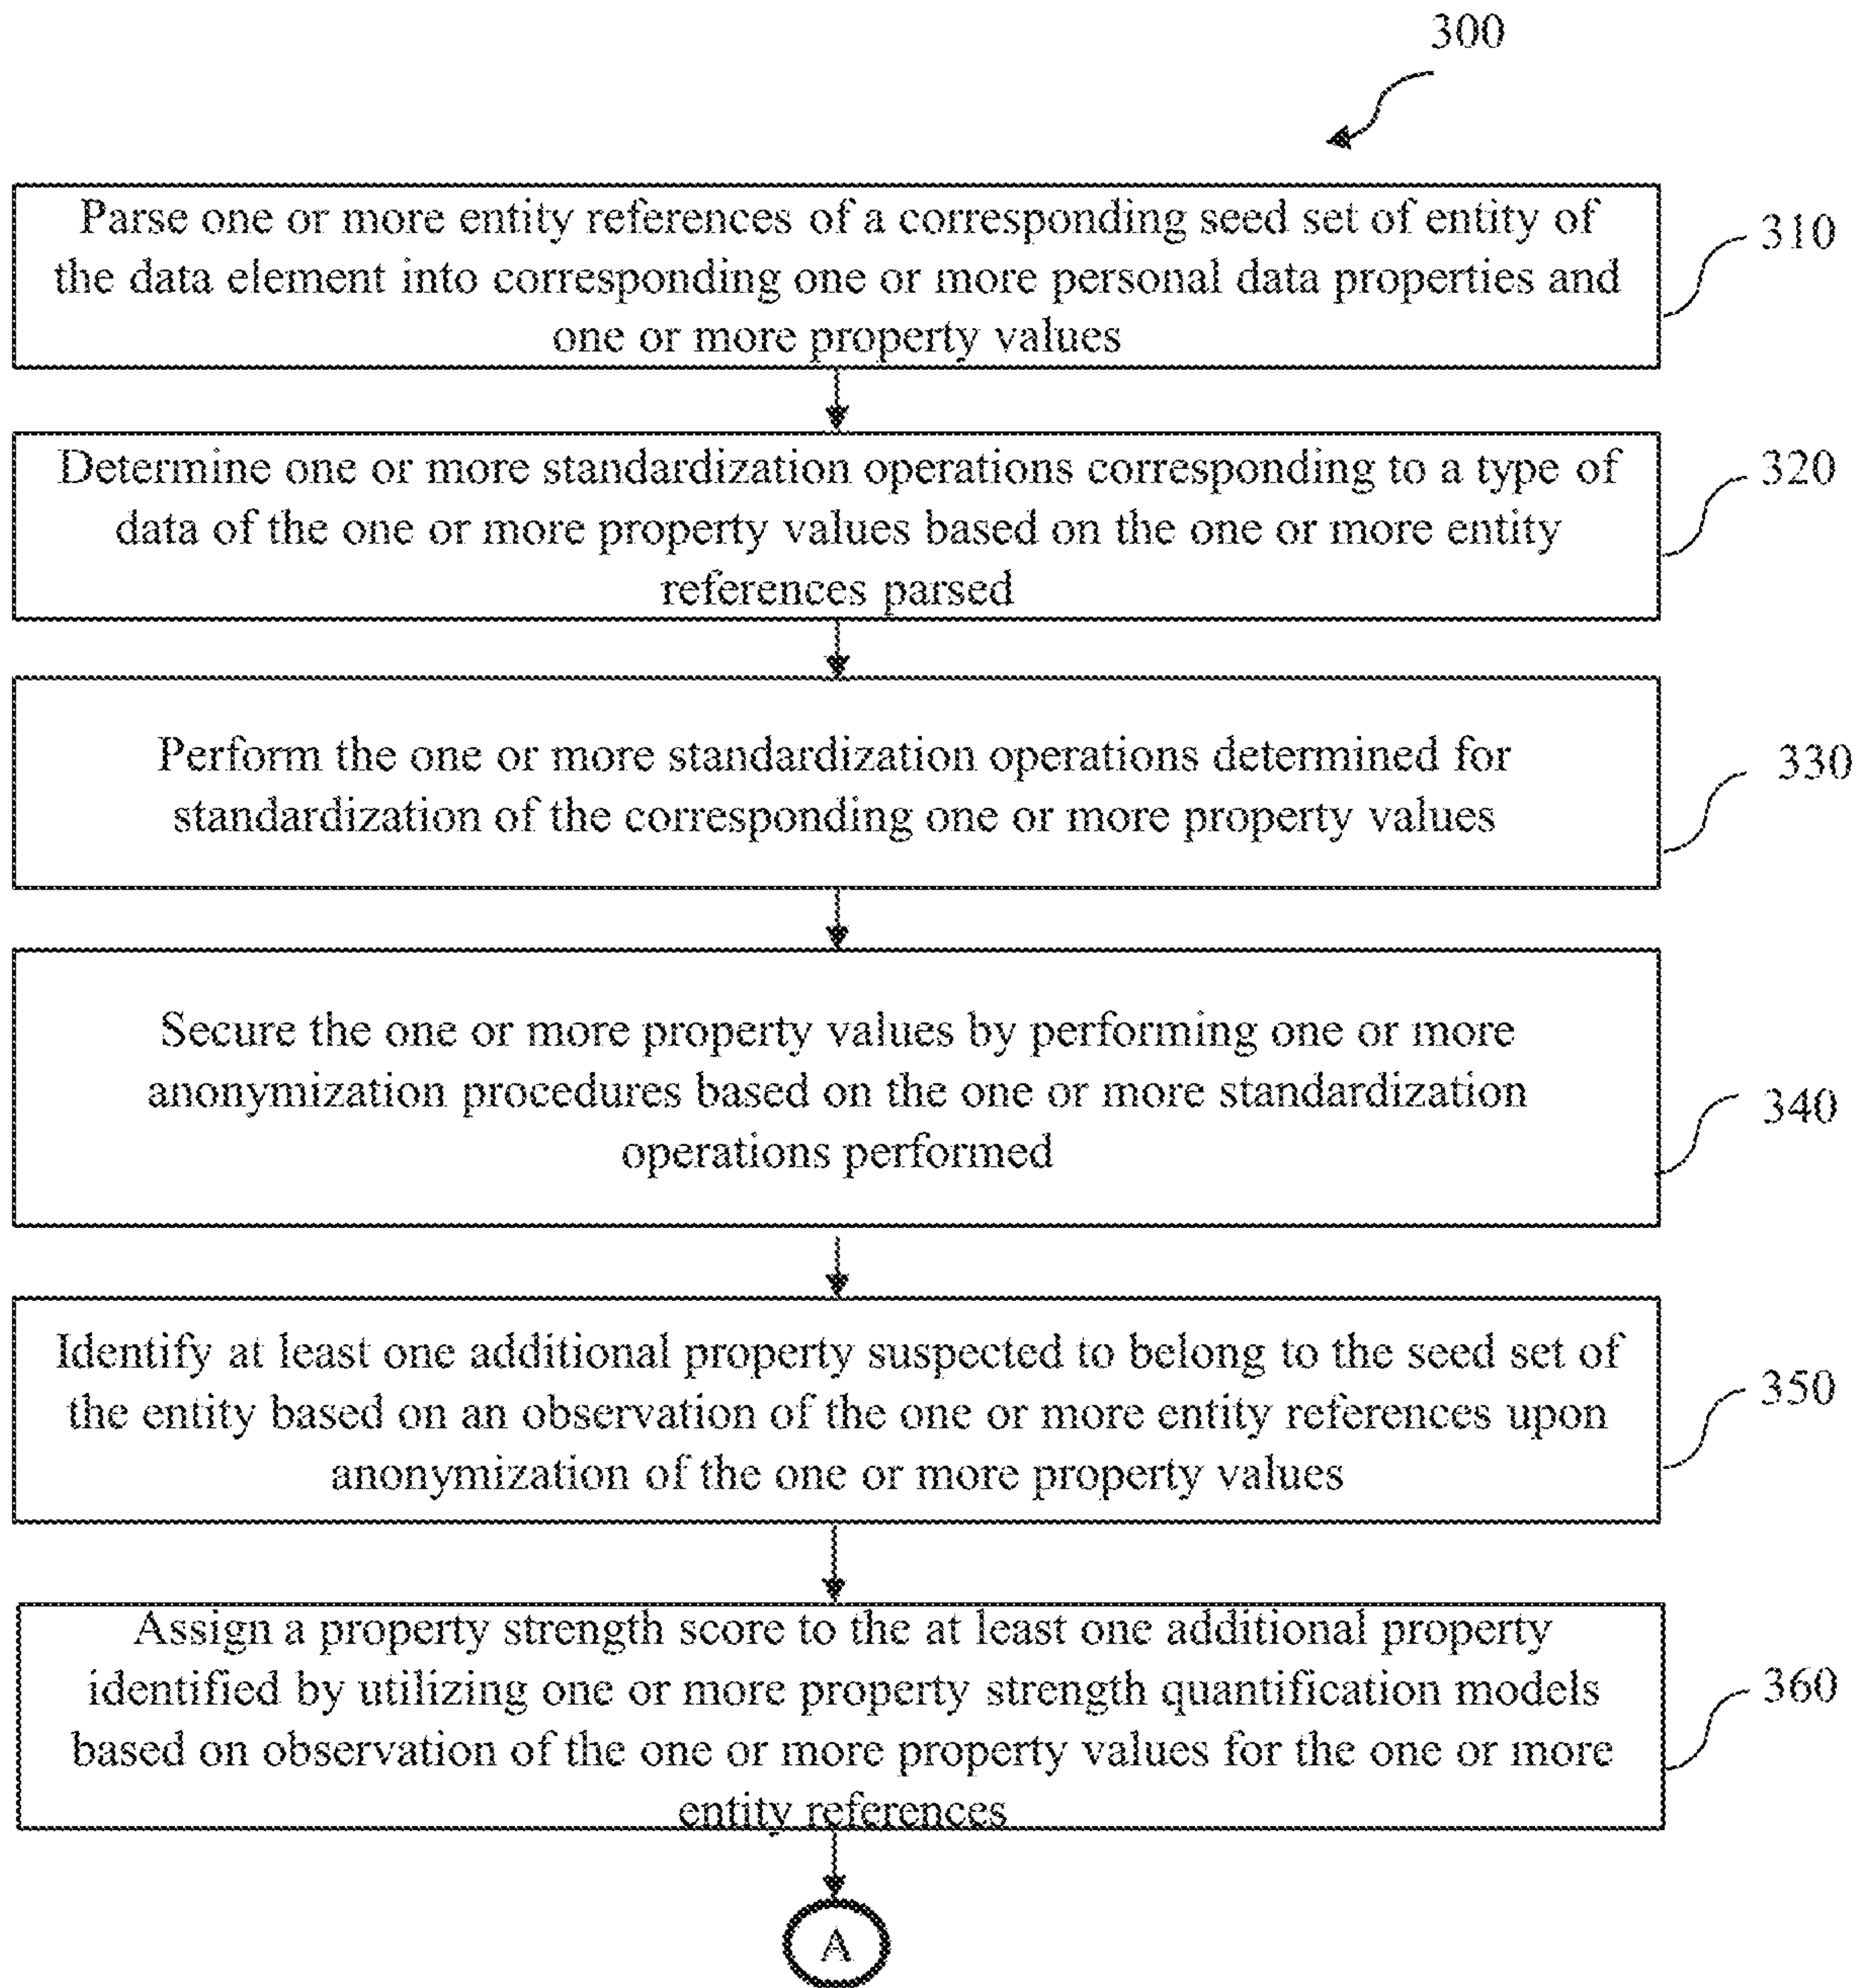 300
Parse one or more entity references of a corresponding seed set of entity of
the data element into corresponding one or more personal data properties and
one or more property values
310
Determine one or more standardization operations corresponding to a type of
data of the one or more property values based on the one or more entity
references parsed
320
Perform the one or more standardization operations determined for
standardization of the corresponding one or more property values
330
Secure the one or more property values by performing one or more
anonymization procedures based on the one or more standardization
operations performed
340
Identify at least one additional property suspected to belong to the seed set of
the entity based on an observation of the one or more entity references upon
anonymization of the one or more property values
350
Assign a property strength score to the at least one additional property
identified by utilizing one or more property strength quantification models
based on observation of the one or more property values for the one or more
entity references
360
A